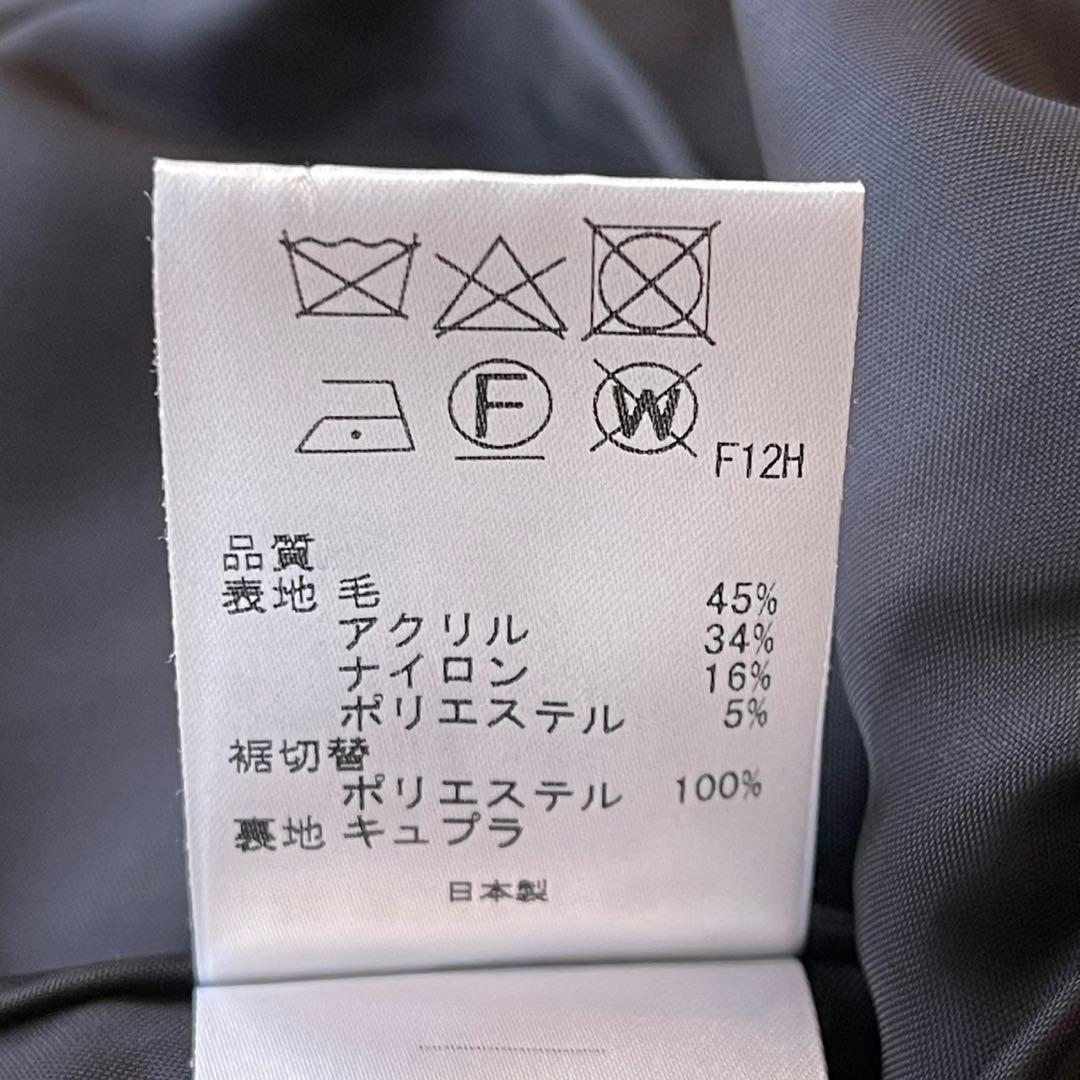 F
W
F12H
品質
表地 毛 45%
アクリル 34%
ナイロン 16%
ポリエステル 5%
裾切替
ポリエステル 100%
裏地 キュプラ
日本製